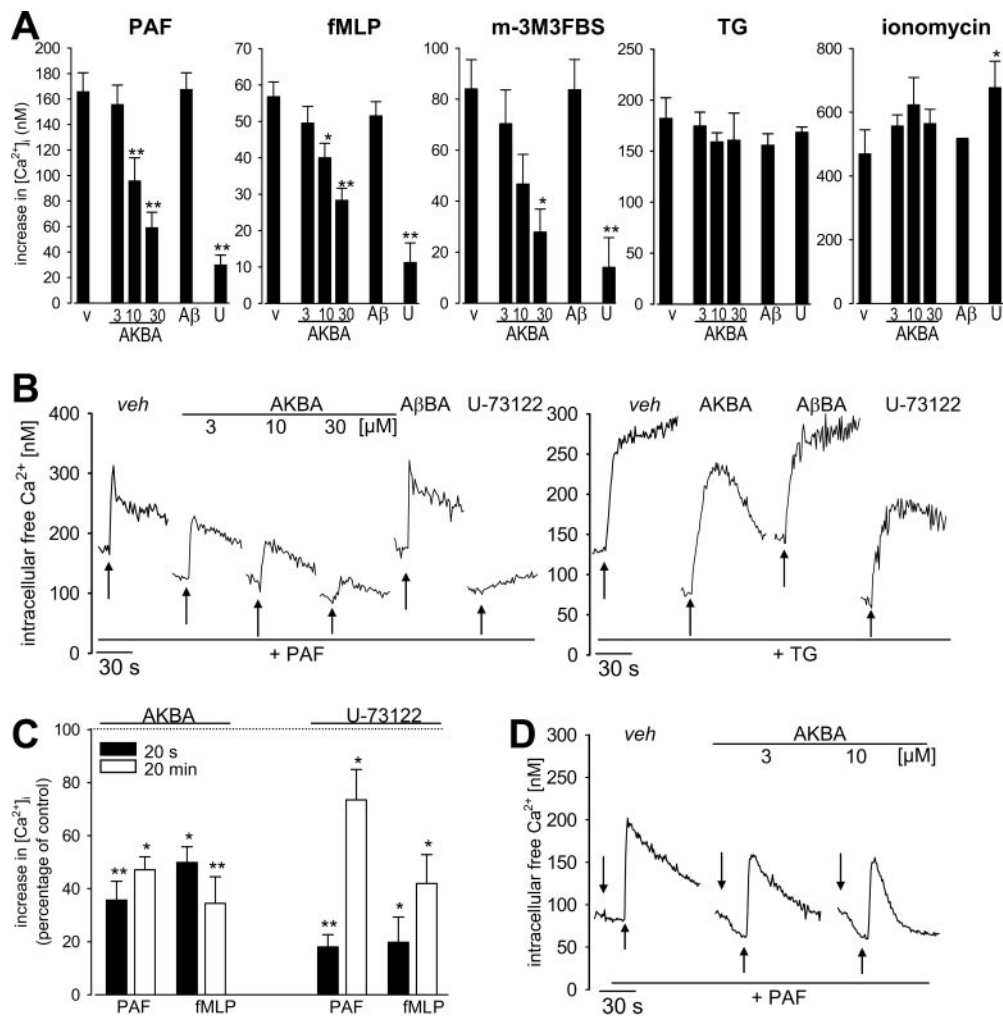 A
PAF fMLP m-3M3FBS TG ionomycin
increase in [Ca²⁺]ᵢ (nM)
200 180 160 140 120 100 80 60 40 20 0
** ** **
v 3 10 30 Aβ U
AKBA
70 60 50 40 30 20 10 0
* ** **
v 3 10 30 Aβ U
AKBA
100 80 60 40 20 0
* **
v 3 10 30 Aβ U
AKBA
250 200 150 100 50 0
v 3 10 30 Aβ U
AKBA
800 600 400 200 0
*
v 3 10 30 Aβ U
AKBA
B
intracellular free Ca²⁺ [nM]
400 300 200 100 0
veh AKBA AβBA U-73122
3 10 30 [µM]
30 s
+ PAF
intracellular free Ca²⁺ [nM]
300 250 200 150 100 50 0
veh AKBA AβBA U-73122
30 s
+ TG
C
increase in [Ca²⁺]ᵢ
(percentage of control)
100 80 60 40 20 0
AKBA U-73122
20 s
20 min
** * * ** ** * * *
PAF fMLP PAF fMLP
D
intracellular free Ca²⁺ [nM]
300 250 200 150 100 50 0
veh AKBA
3 10 [µM]
30 s
+ PAF